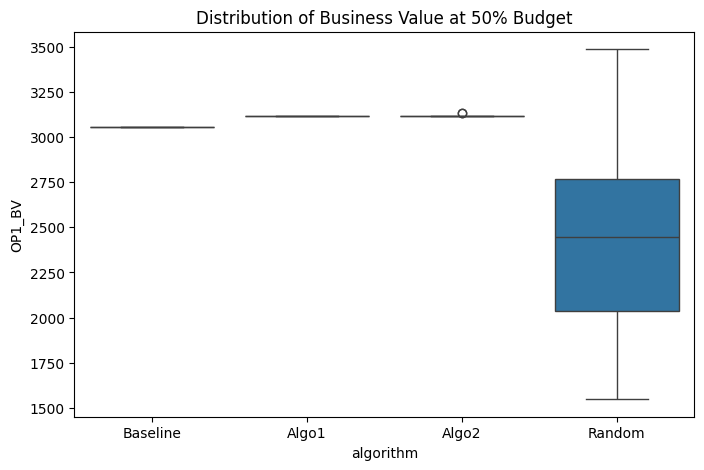 Distribution of Business Value at 50% Budget
3500
3250
3000
2750
2500
2250
2000
1750
1500
OP1_BV
Baseline
Algo1
Algo2
Random
algorithm